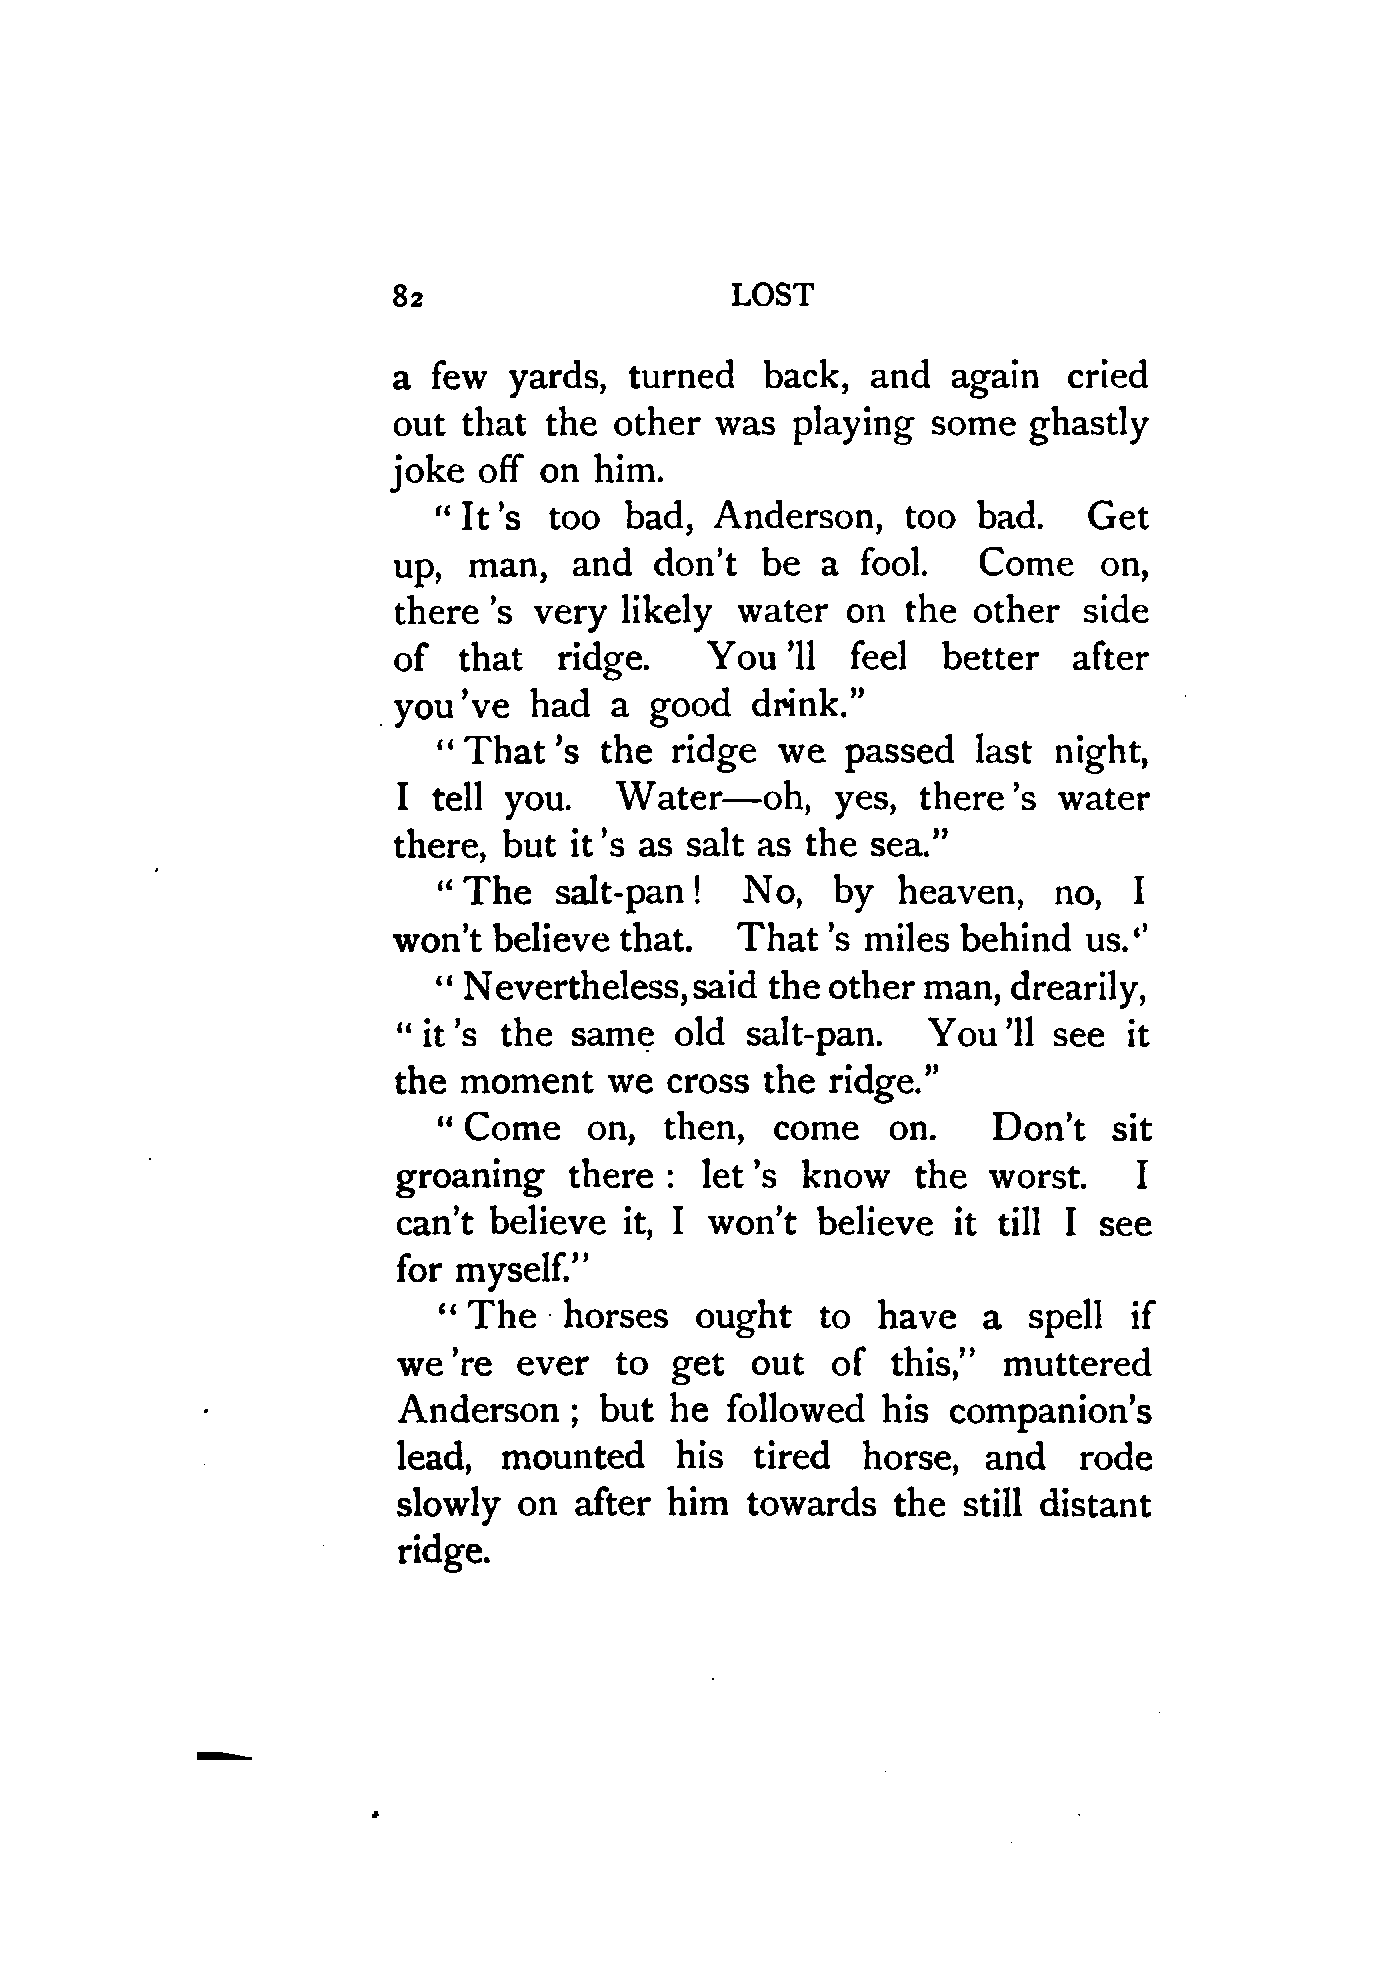 82 LOST
a few yards, turned back, and again cried
out that the other was playing some ghastly
joke off on him.
“ It 's too bad, Anderson, too bad. Get
up, man, and don't be a fool. Come on,
there 's very likely water on the other side
of that ridge. You 'll feel better after
you 've had a good drink.”
“ That 's the ridge we passed last night,
I tell you. Water—oh, yes, there 's water
there, but it 's as salt as the sea.”
“ The salt-pan ! No, by heaven, no, I
won't believe that. That 's miles behind us.‘’
“ Nevertheless, said the other man, drearily,
“ it 's the same old salt-pan. You 'll see it
the moment we cross the ridge.”
“ Come on, then, come on. Don't sit
groaning there : let 's know the worst. I
can't believe it, I won't believe it till I see
for myself.”
“ The horses ought to have a spell if
we 're ever to get out of this,” muttered
Anderson ; but he followed his companion's
lead, mounted his tired horse, and rode
slowly on after him towards the still distant
ridge.